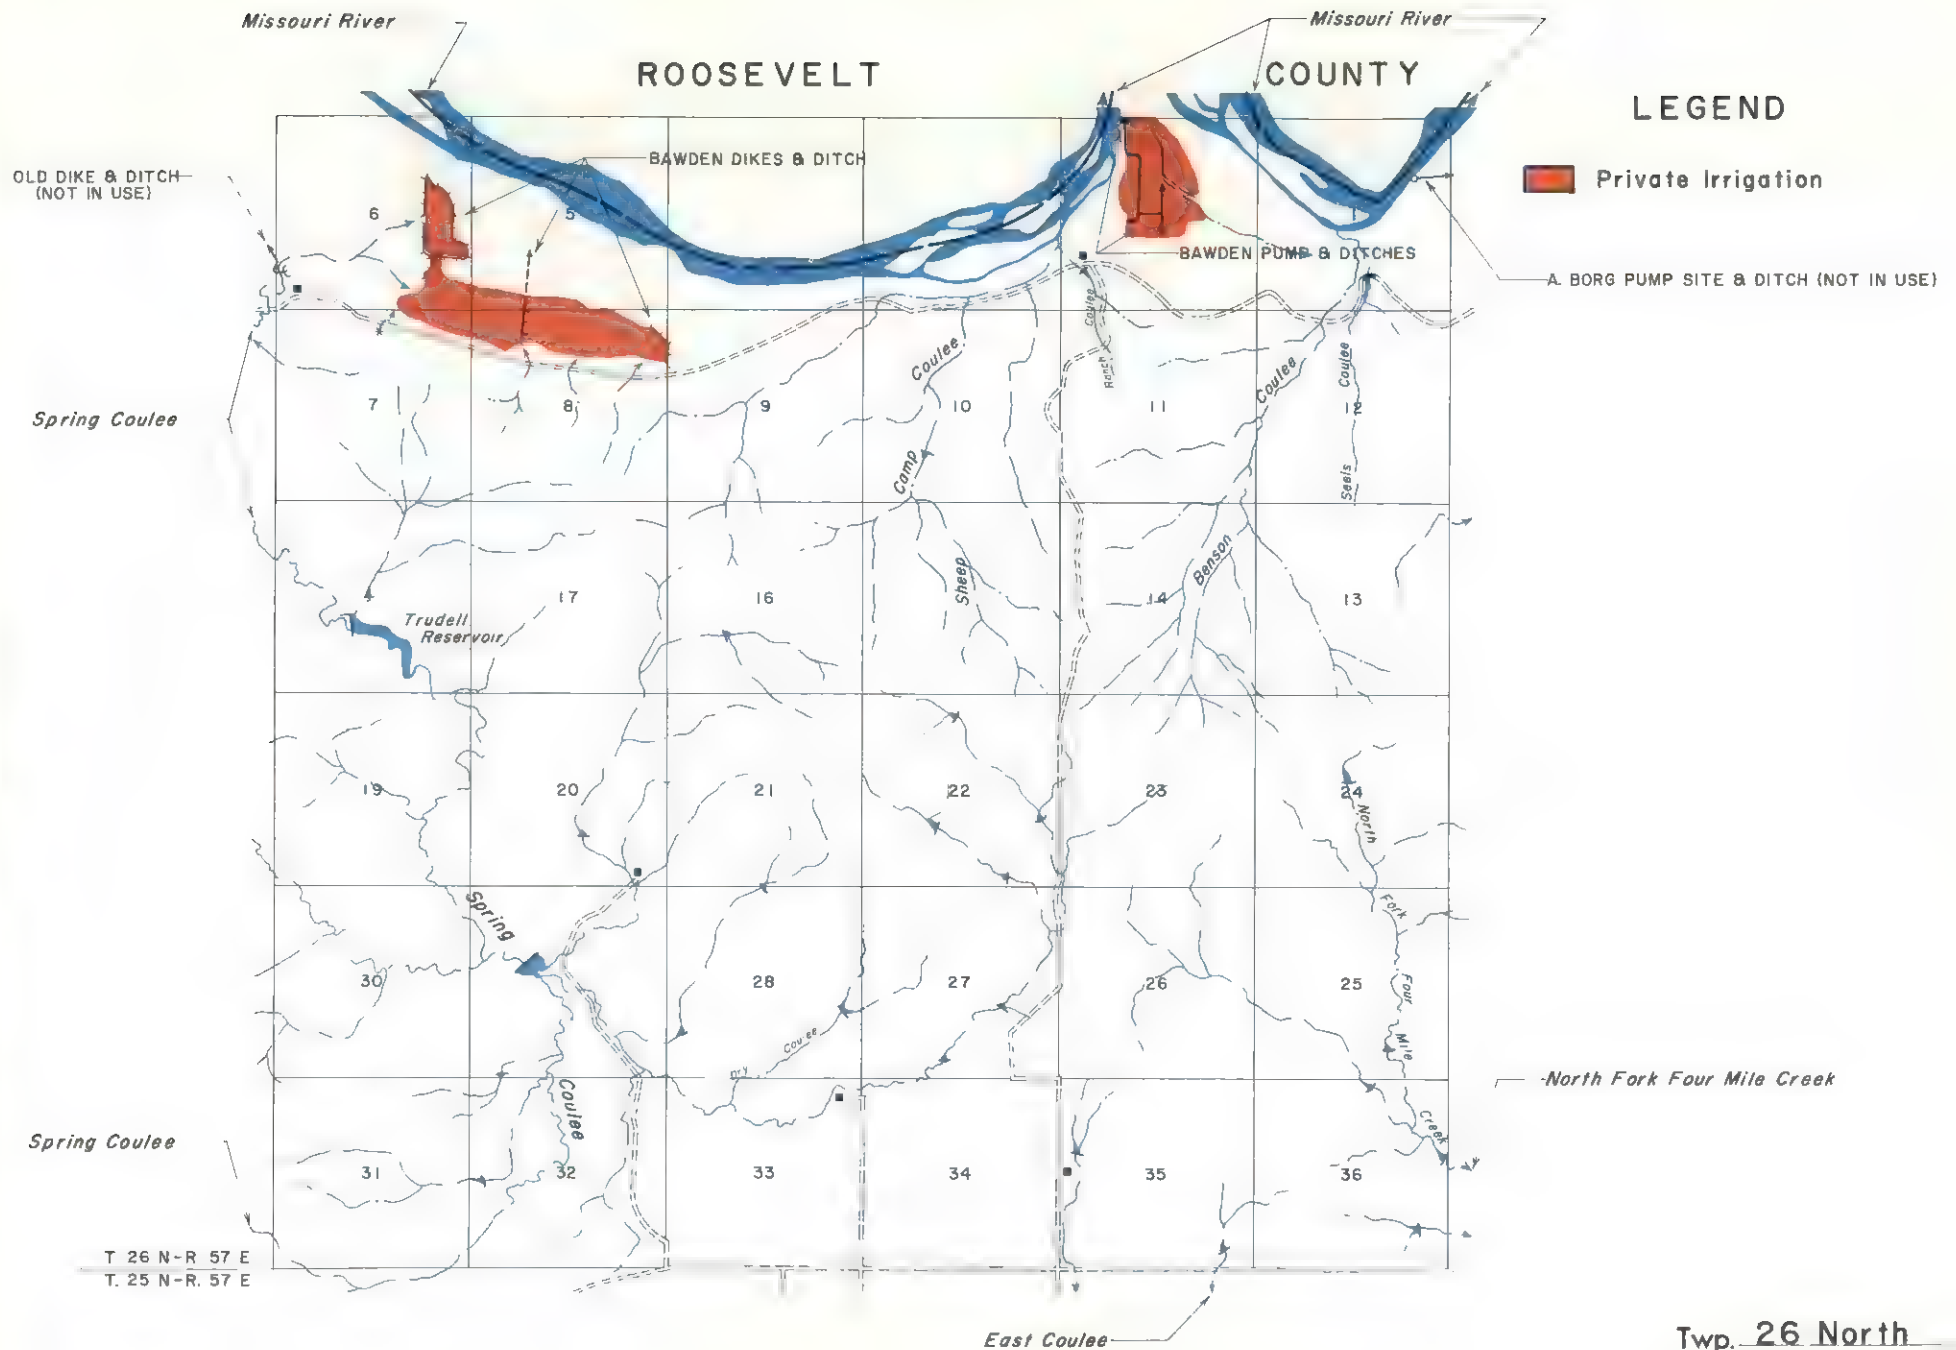 Missouri River
Missouri River
ROOSEVELT COUNTY
LEGEND
Private Irrigation
OLD DIKE & DITCH
(NOT IN USE)
BAWDEN DIKES & DITCH
6
5
BAWDEN PUMP & DITCHES
A. BORG PUMP SITE & DITCH (NOT IN USE)
Spring Coulee
7
8
9
Camp Coulee
10
Ranch Coulee
11
Benson Coulee
12
Seels Coulee
Trudell
Reservoir
17
16
Sheep
14
13
19
20
21
22
23
24
North Fork Four Mile Creek
Spring Coulee
30
28
27
26
25
Dry Coulee
North Fork Four Mile Creek
Spring Coulee
31
32
33
34
35
36
T. 26 N-R. 57 E
T. 25 N-R. 57 E
East Coulee
Twp. 26 North